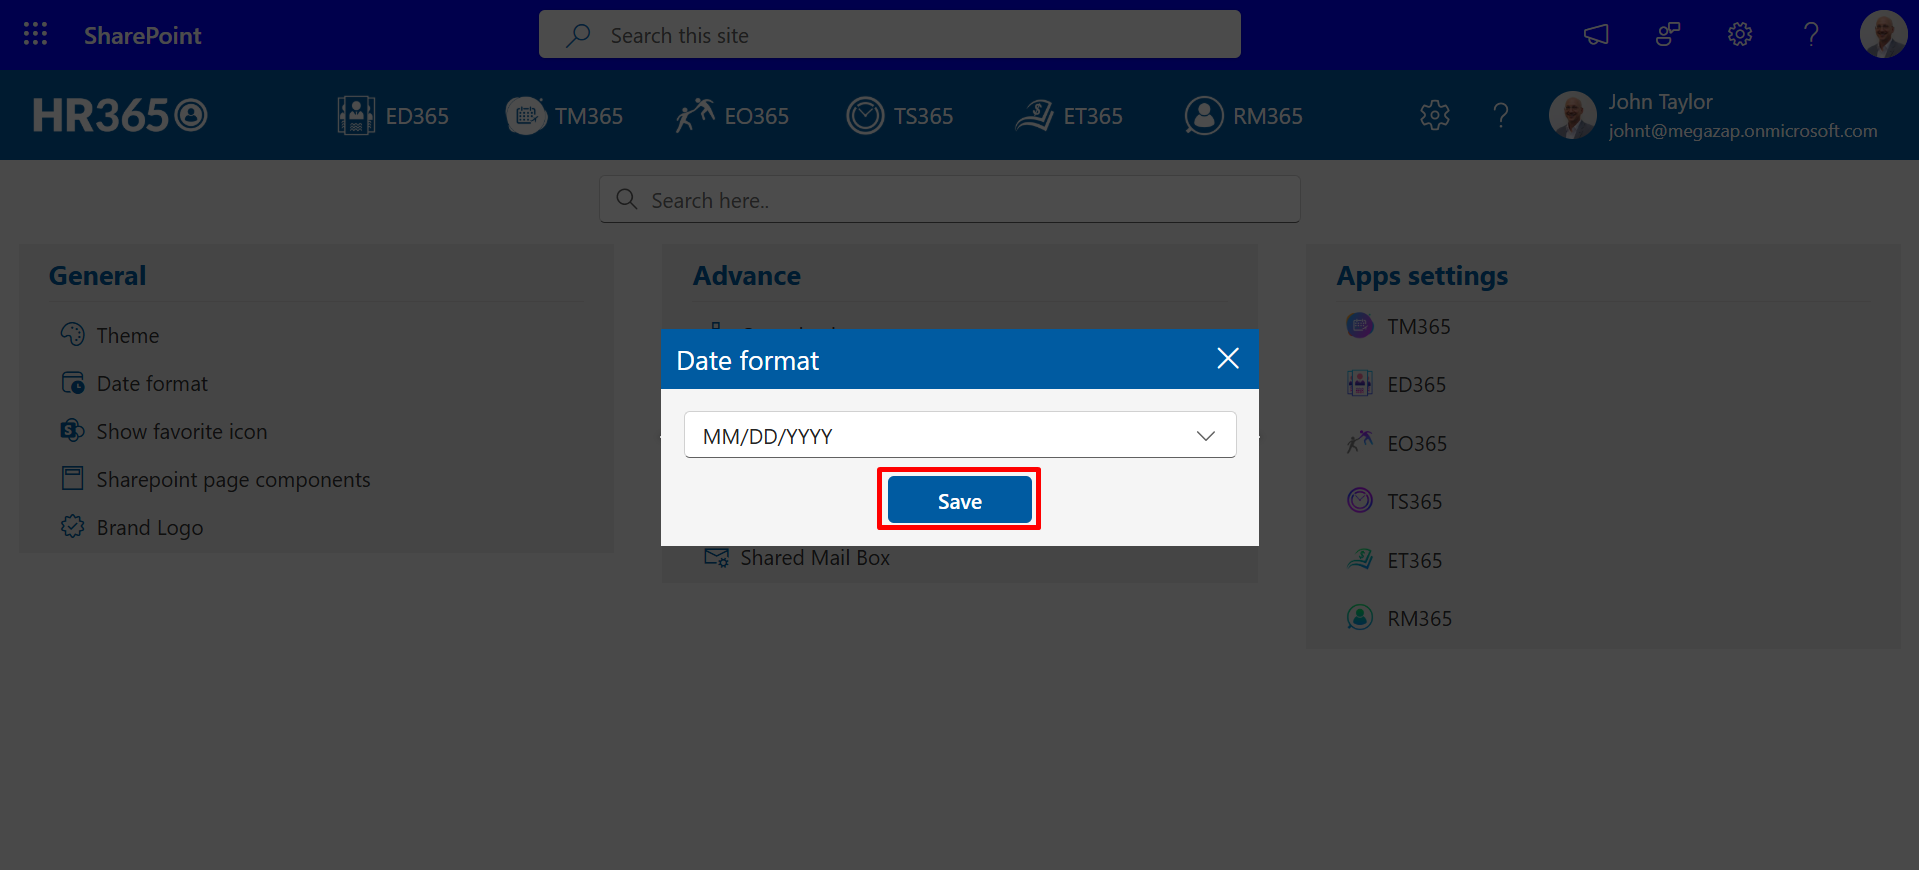 SharePoint
Search this site
HR365
ED365
TM365
EO365
TS365
ET365
RM365
John Taylor
johnt@megazap.onmicrosoft.com
Search here..
General
Theme
Date format
Show favorite icon
Sharepoint page components
Brand Logo
Advance
Date format
MM/DD/YYYY
Save
Shared Mail Box
Apps settings
TM365
ED365
EO365
TS365
ET365
RM365